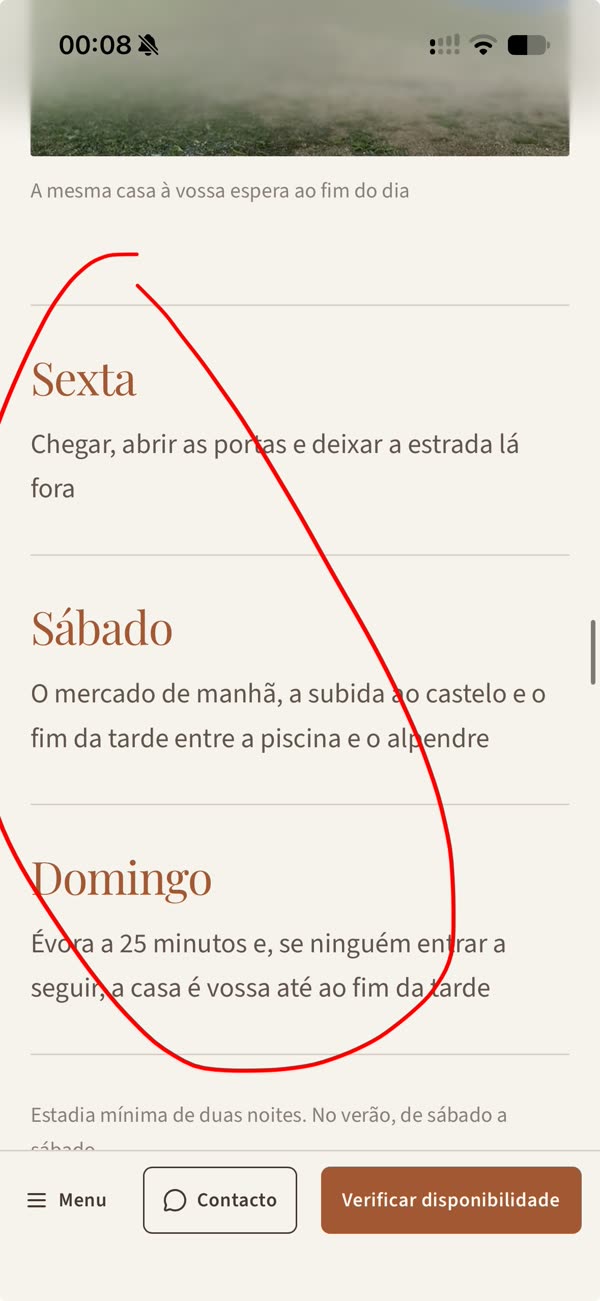 00:08
A mesma casa à vossa espera ao fim do dia
Sexta
Chegar, abrir as portas e deixar a estrada lá
fora
Sábado
O mercado de manhã, a subida ao castelo e o
fim da tarde entre a piscina e o alpendre
Domingo
Évora a 25 minutos e, se ninguém entrar a
seguir, a casa é vossa até ao fim da tarde
Estadia mínima de duas noites. No verão, de sábado a
sábado
Menu
Contacto
Verificar disponibilidade